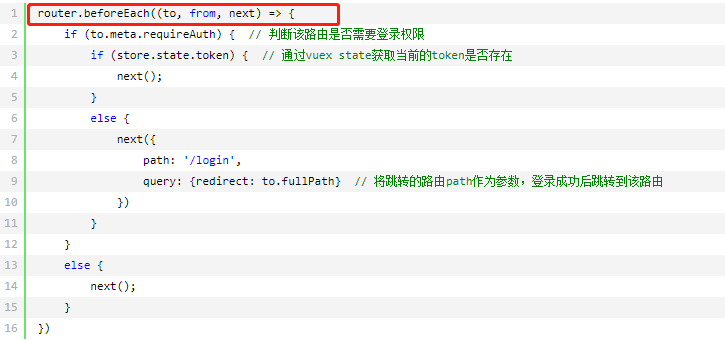 1 router.beforeEach((to, from, next) => {
2 if (to.meta.requireAuth) { // 判断该路由是否需要登录权限
3 if (store.state.token) { // 通过vuex state获取当前的token是否存在
4 next();
5 }
6 else {
7 next({
8 path: '/login',
9 query: {redirect: to.fullPath} // 将跳转的路由path作为参数，登录成功后跳转到该路由
10 })
11 }
12 }
13 else {
14 next();
15 }
16 })